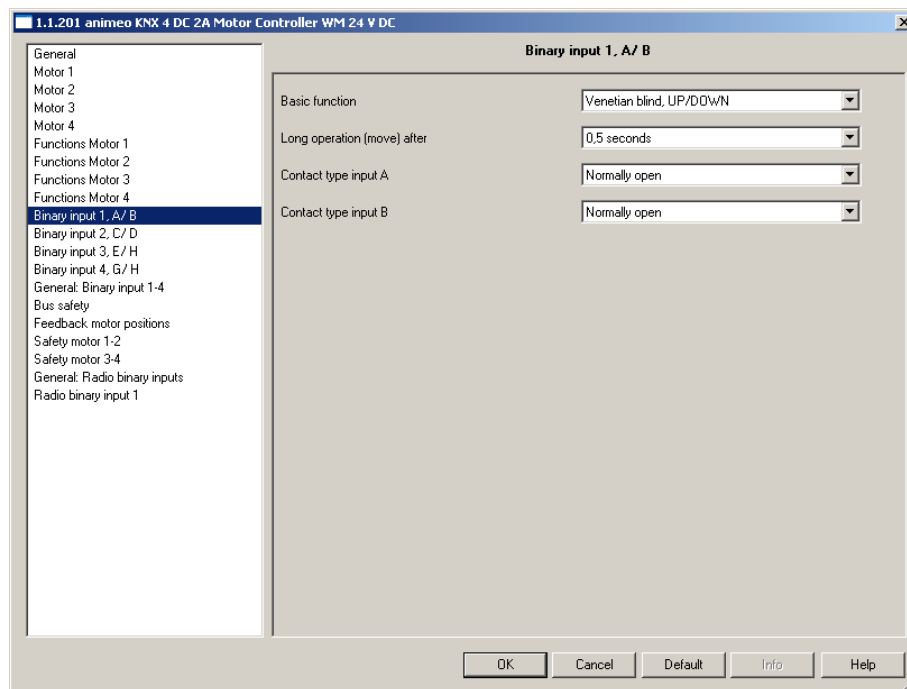 1.1.201 animeo KNX 4 DC 2A Motor Controller WM 24 V DC
General
Motor 1
Motor 2
Motor 3
Motor 4
Functions Motor 1
Functions Motor 2
Functions Motor 3
Functions Motor 4
Binary input 1, A/ B
Binary input 2, C/ D
Binary input 3, E/ H
Binary input 4, G/ H
General: Binary input 1-4
Bus safety
Feedback motor positions
Safety motor 1-2
Safety motor 3-4
General: Radio binary inputs
Radio binary input 1
Binary input 1, A/ B
Basic function Venetian blind, UP/DOWN
Long operation (move) after 0,5 seconds
Contact type input A Normally open
Contact type input B Normally open
OK Cancel Default Info Help